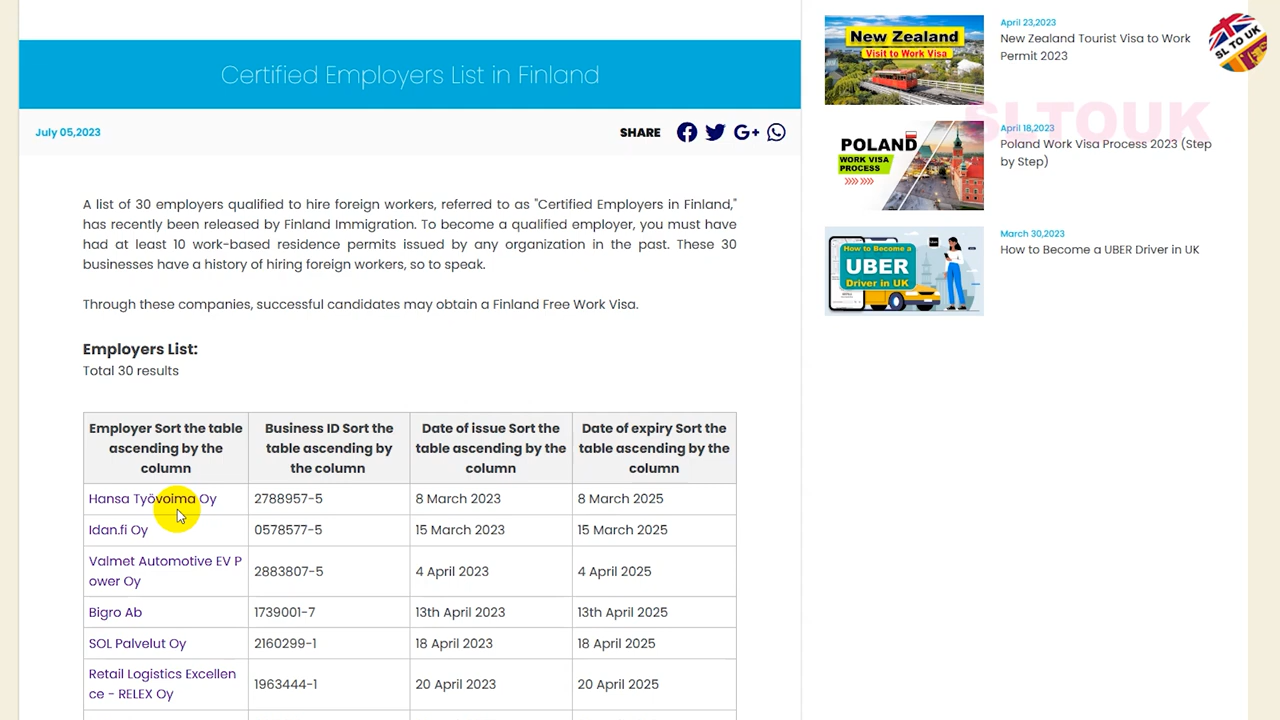 Certified Employers List in Finland
July 05,2023
SHARE
A list of 30 employers qualified to hire foreign workers, referred to as "Certified Employers in Finland,"
has recently been released by Finland Immigration. To become a qualified employer, you must have
had at least 10 work-based residence permits issued by any organization in the past. These 30
businesses have a history of hiring foreign workers, so to speak.
Through these companies, successful candidates may obtain a Finland Free Work Visa.
Employers List:
Total 30 results
Employer Sort the table
ascending by the
column
Business ID Sort the
table ascending by
the column
Date of issue Sort the
table ascending by the
column
Date of expiry Sort the
table ascending by the
column
Hansa Työvoima Oy
2788957-5
8 March 2023
8 March 2025
Idan.fi Oy
0578577-5
15 March 2023
15 March 2025
Valmet Automotive EV P
ower Oy
2883807-5
4 April 2023
4 April 2025
Bigro Ab
1739001-7
13th April 2023
13th April 2025
SOL Palvelut Oy
2160299-1
18 April 2023
18 April 2025
Retail Logistics Excellen
ce - RELEX Oy
1963444-1
20 April 2023
20 April 2025
New Zealand
Visit to Work Visa
April 23,2023
New Zealand Tourist Visa to Work
Permit 2023
SL TO UK
SLTOUK
POLAND
WORK VISA
PROCESS
April 18,2023
Poland Work Visa Process 2023 (Step
by Step)
How to Become a
UBER
Driver in UK
March 30,2023
How to Become a UBER Driver in UK